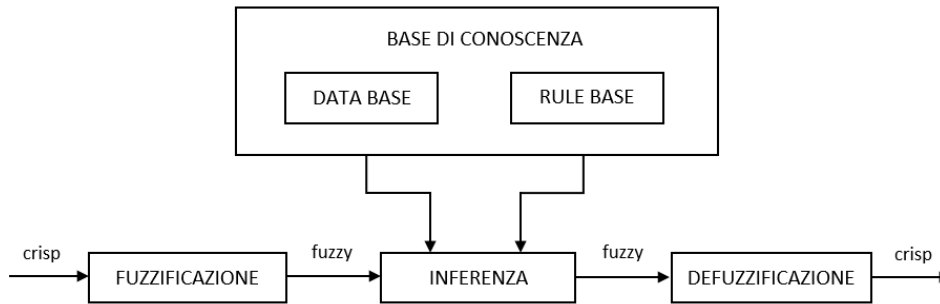 BASE DI CONOSCENZA
DATA BASE
RULE BASE
crisp
FUZZIFICAZIONE
fuzzy
INFERENZA
fuzzy
DEFUZZIFICAZIONE
crisp